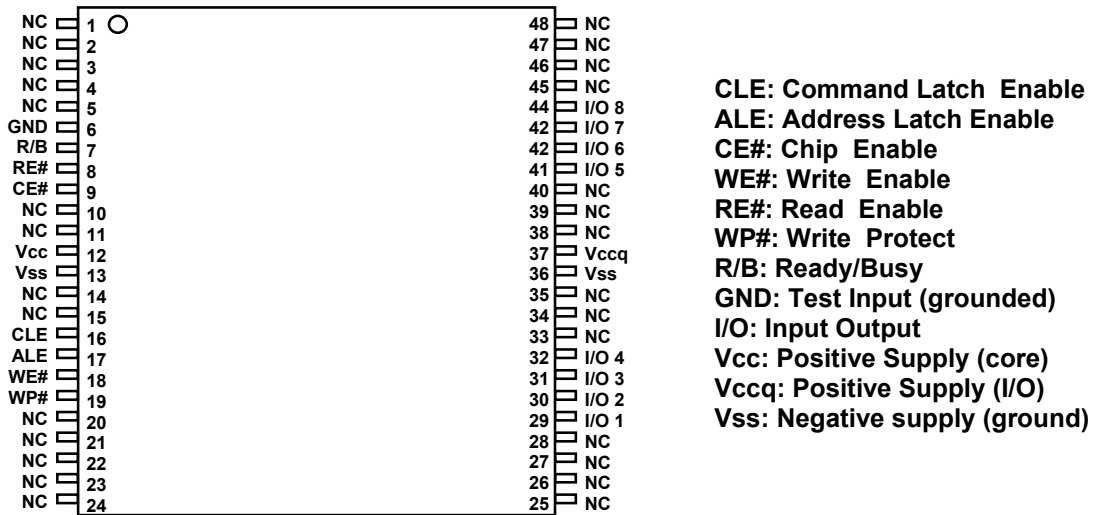 NC 1 48 NC
NC 2 47 NC
NC 3 46 NC
NC 4 45 NC
NC 5 44 I/O 8
GND 6 42 I/O 7
R/B 7 42 I/O 6
RE# 8 41 I/O 5
CE# 9 40 NC
NC 10 39 NC
NC 11 38 NC
Vcc 12 37 Vccq
Vss 13 36 Vss
NC 14 35 NC
NC 15 34 NC
CLE 16 33 NC
ALE 17 32 I/O 4
WE# 18 31 I/O 3
WP# 19 30 I/O 2
NC 20 29 I/O 1
NC 21 28 NC
NC 22 27 NC
NC 23 26 NC
NC 24 25 NC
CLE: Command Latch Enable
ALE: Address Latch Enable
CE#: Chip Enable
WE#: Write Enable
RE#: Read Enable
WP#: Write Protect
R/B: Ready/Busy
GND: Test Input (grounded)
I/O: Input Output
Vcc: Positive Supply (core)
Vccq: Positive Supply (I/O)
Vss: Negative supply (ground)